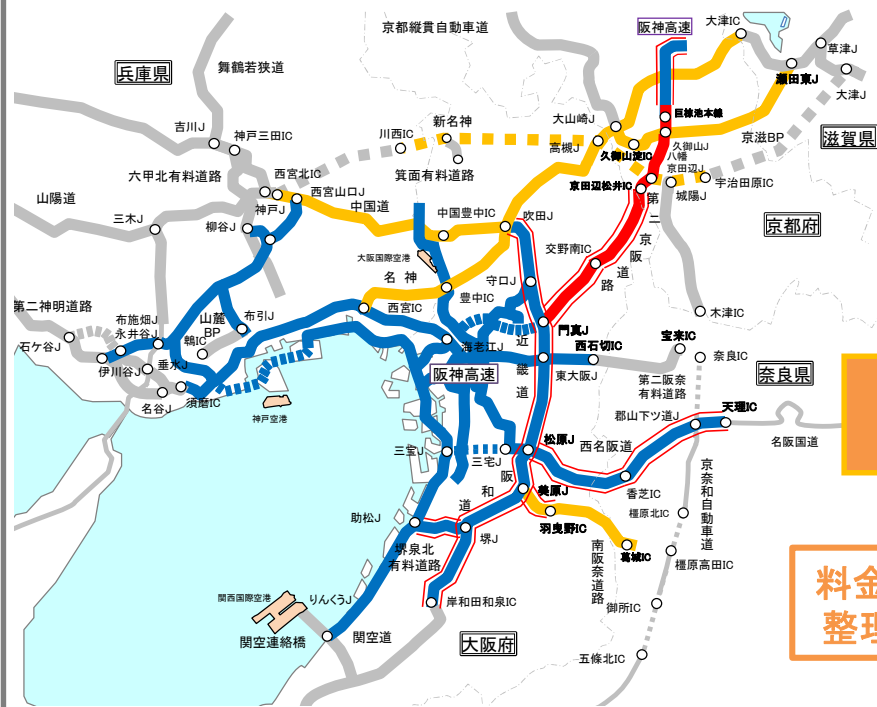 京都縦貫自動車道
阪神高速
大津IC
草津J
兵庫県
舞鶴若狭道
瀬田東J
大津J
巨椋池本線
新名神
大山崎J
吉川J
神戸三田IC
川西IC
高槻J
久御山淀IC
久御山J
八幡
京田辺J
京滋BP
滋賀県
六甲北有料道路
西宮北IC
箕面有料道路
京田辺松井IC
城陽J
宇治田原IC
山陽道
神戸J
西宮山口J
中国道
第二京阪道路
三木J
柳谷J
中国豊中IC
吹田J
京都府
大阪国際空港
交野南IC
名神
守口J
第二神明道路
西宮IC
豊中IC
布施畑J
永井谷J
山麓
BP
布引J
門真J
木津IC
石ケ谷J
鵯IC
海老江J
近畿道
西石切IC
宝来IC
奈良IC
伊川谷J
垂水J
阪神高速
東大阪J
第二阪奈
有料道路
奈良県
名谷J
須磨IC
神戸空港
郡山下ツ道J
天理IC
名阪国道
三宝J
三宅J
松原J
西名阪道
阪和道
美原J
香芝IC
京奈和自動車道
助松J
堺J
羽曳野IC
橿原北IC
堺泉北
有料道路
南阪奈道路
葛城IC
橿原高田IC
料金
整理
関西国際空港
りんくうJ
岸和田和泉IC
御所IC
関空連絡橋
関空道
大阪府
五條北IC